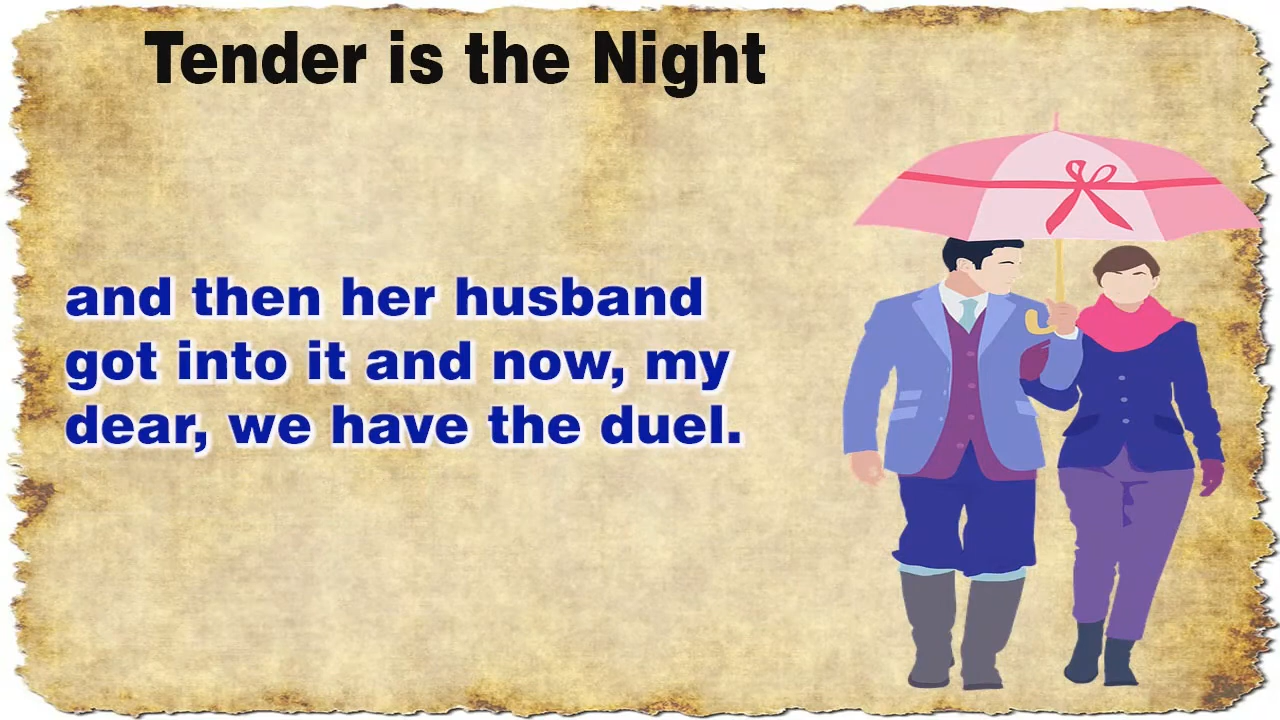 Tender is the Night
and then her husband
got into it and now, my
dear, we have the duel.